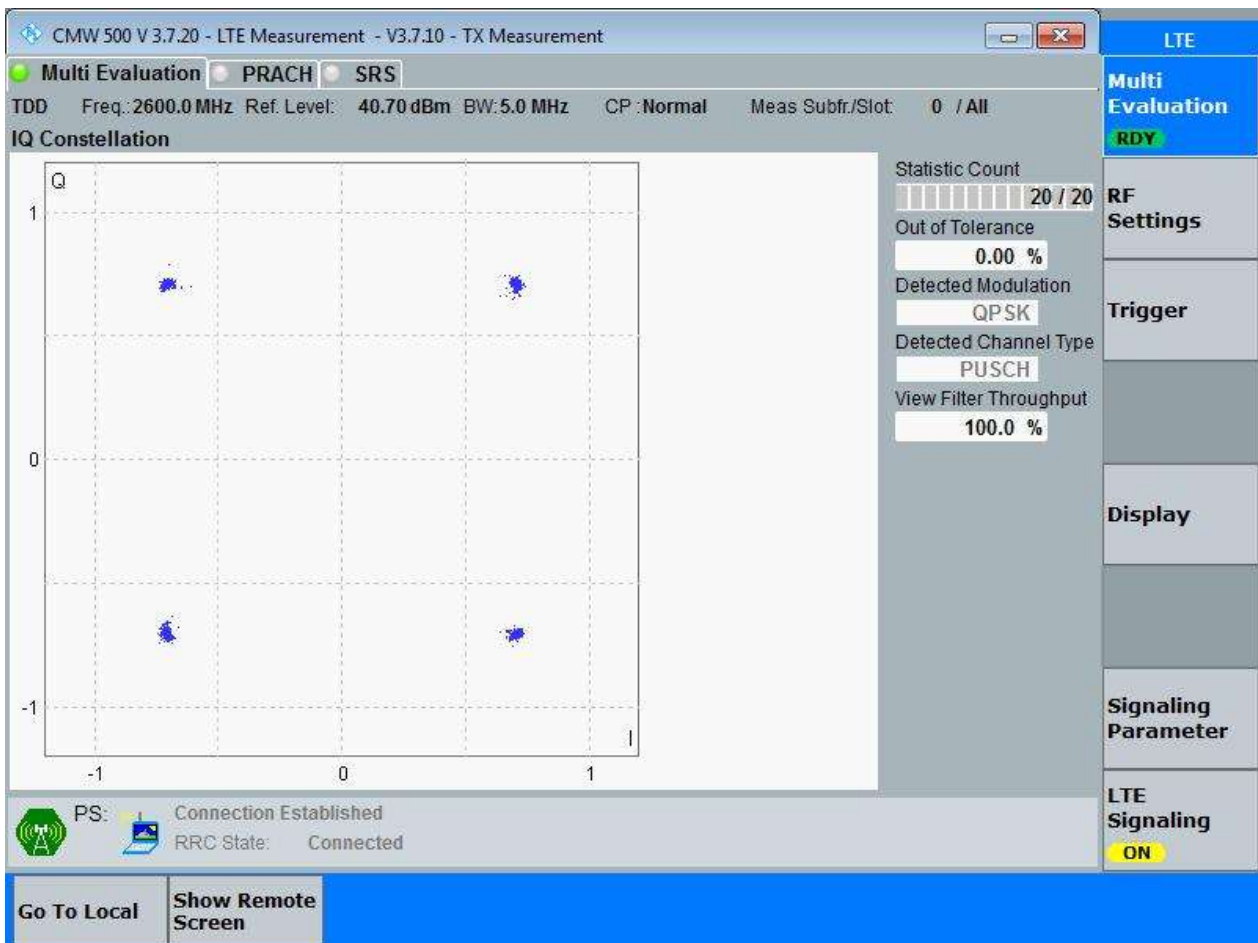 CMW 500 V 3.7.20 - LTE Measurement - V3.7.10 - TX Measurement
LTE
Multi Evaluation PRACH SRS
Multi
Evaluation
RDY
TDD Freq.: 2600.0 MHz Ref. Level: 40.70 dBm BW: 5.0 MHz CP : Normal Meas Subfr./Slot: 0 / All
IQ Constellation
Q
1
0
-1
I
-1 0 1
Statistic Count
20 / 20
Out of Tolerance
0.00 %
Detected Modulation
QPSK
Detected Channel Type
PUSCH
View Filter Throughput
100.0 %
RF
Settings
Trigger
Display
Signaling
Parameter
LTE
Signaling
ON
PS: Connection Established
RRC State: Connected
Go To Local
Show Remote
Screen